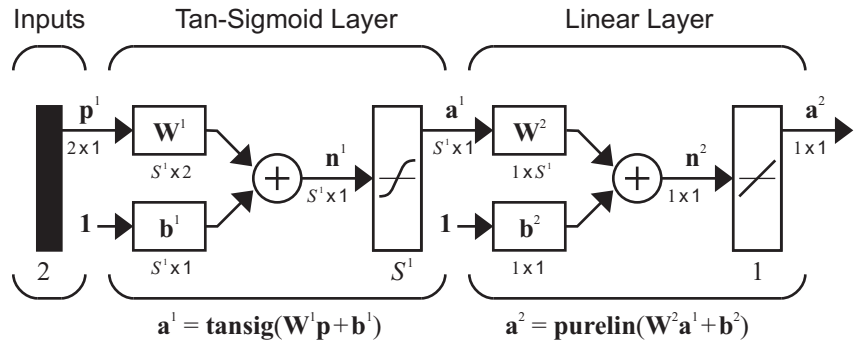 Inputs Tan-Sigmoid Layer Linear Layer
p¹ a¹ a²
W¹ W²
2 x 1 n¹ S¹ x 1 n² 1 x 1
S¹ x 2 1 x S¹
S¹ x 1 1 x 1
1 b¹ 1 b²
S¹ x 1 1 x 1
2 S¹ 1
a¹ = tansig(W¹p + b¹) a² = purelin(W²a¹ + b²)